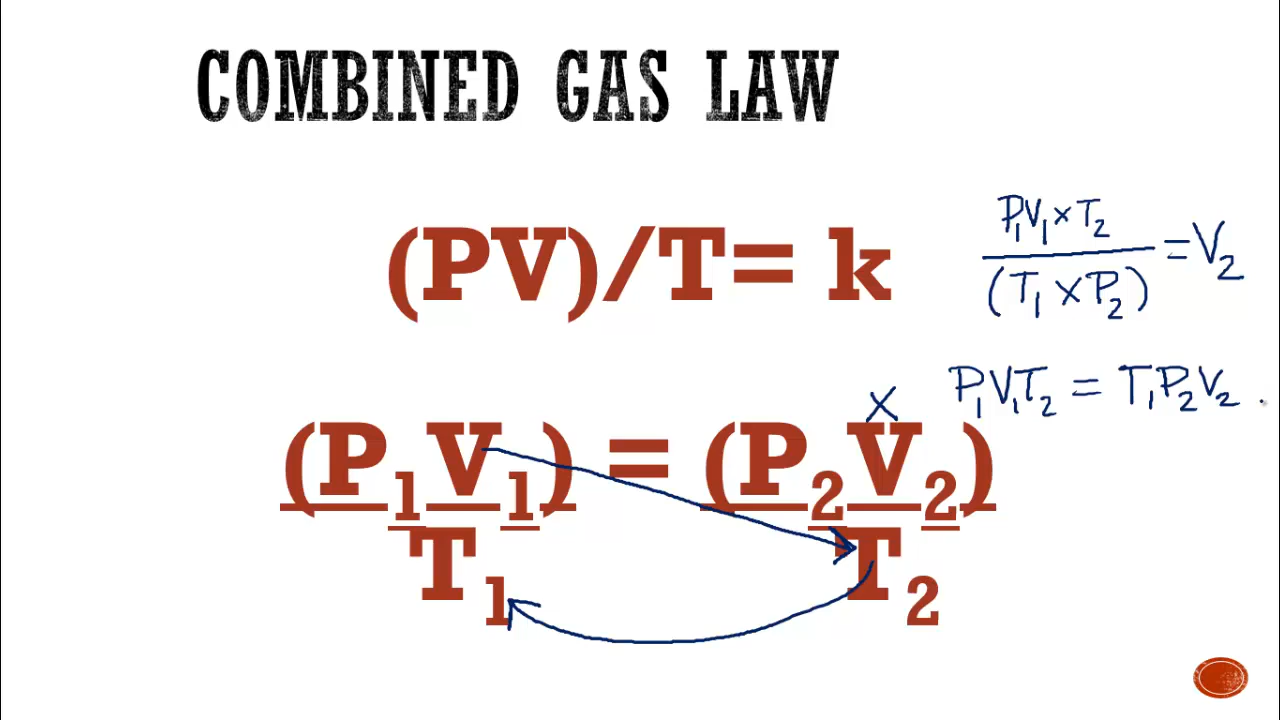 COMBINED GAS LAW
(PV)/T= k
P₁V₁ × T₂
(T₁ × P₂)
= V₂
x
P₁V₁T₂ = T₁P₂V₂ .
(P₁V₁) = (P₂V₂)
T₁ T₂